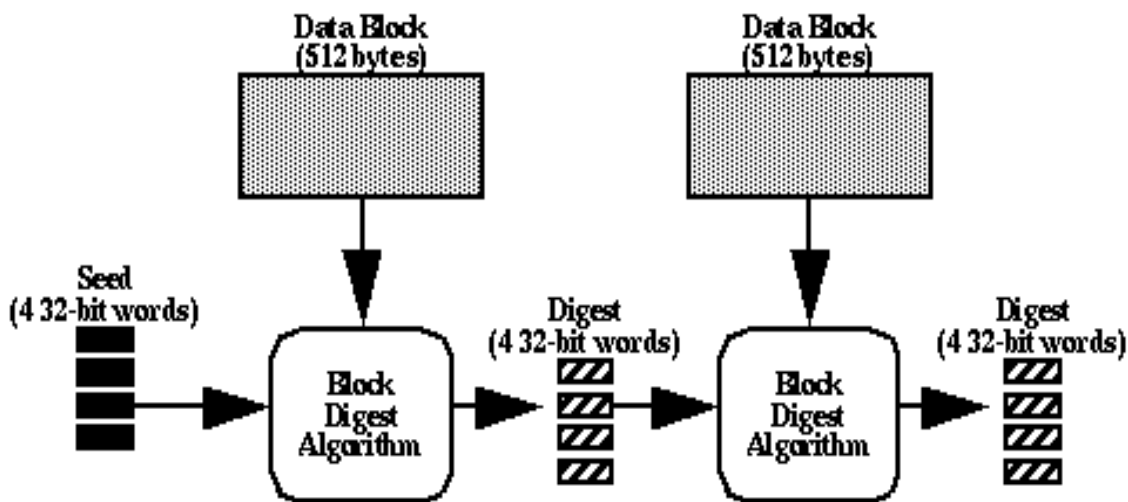 Data Block
(512 bytes)
Data Block
(512 bytes)
Seed
(4 32-bit words)
Digest
(4 32-bit words)
Digest
(4 32-bit words)
Block
Digest
Algorithm
Block
Digest
Algorithm